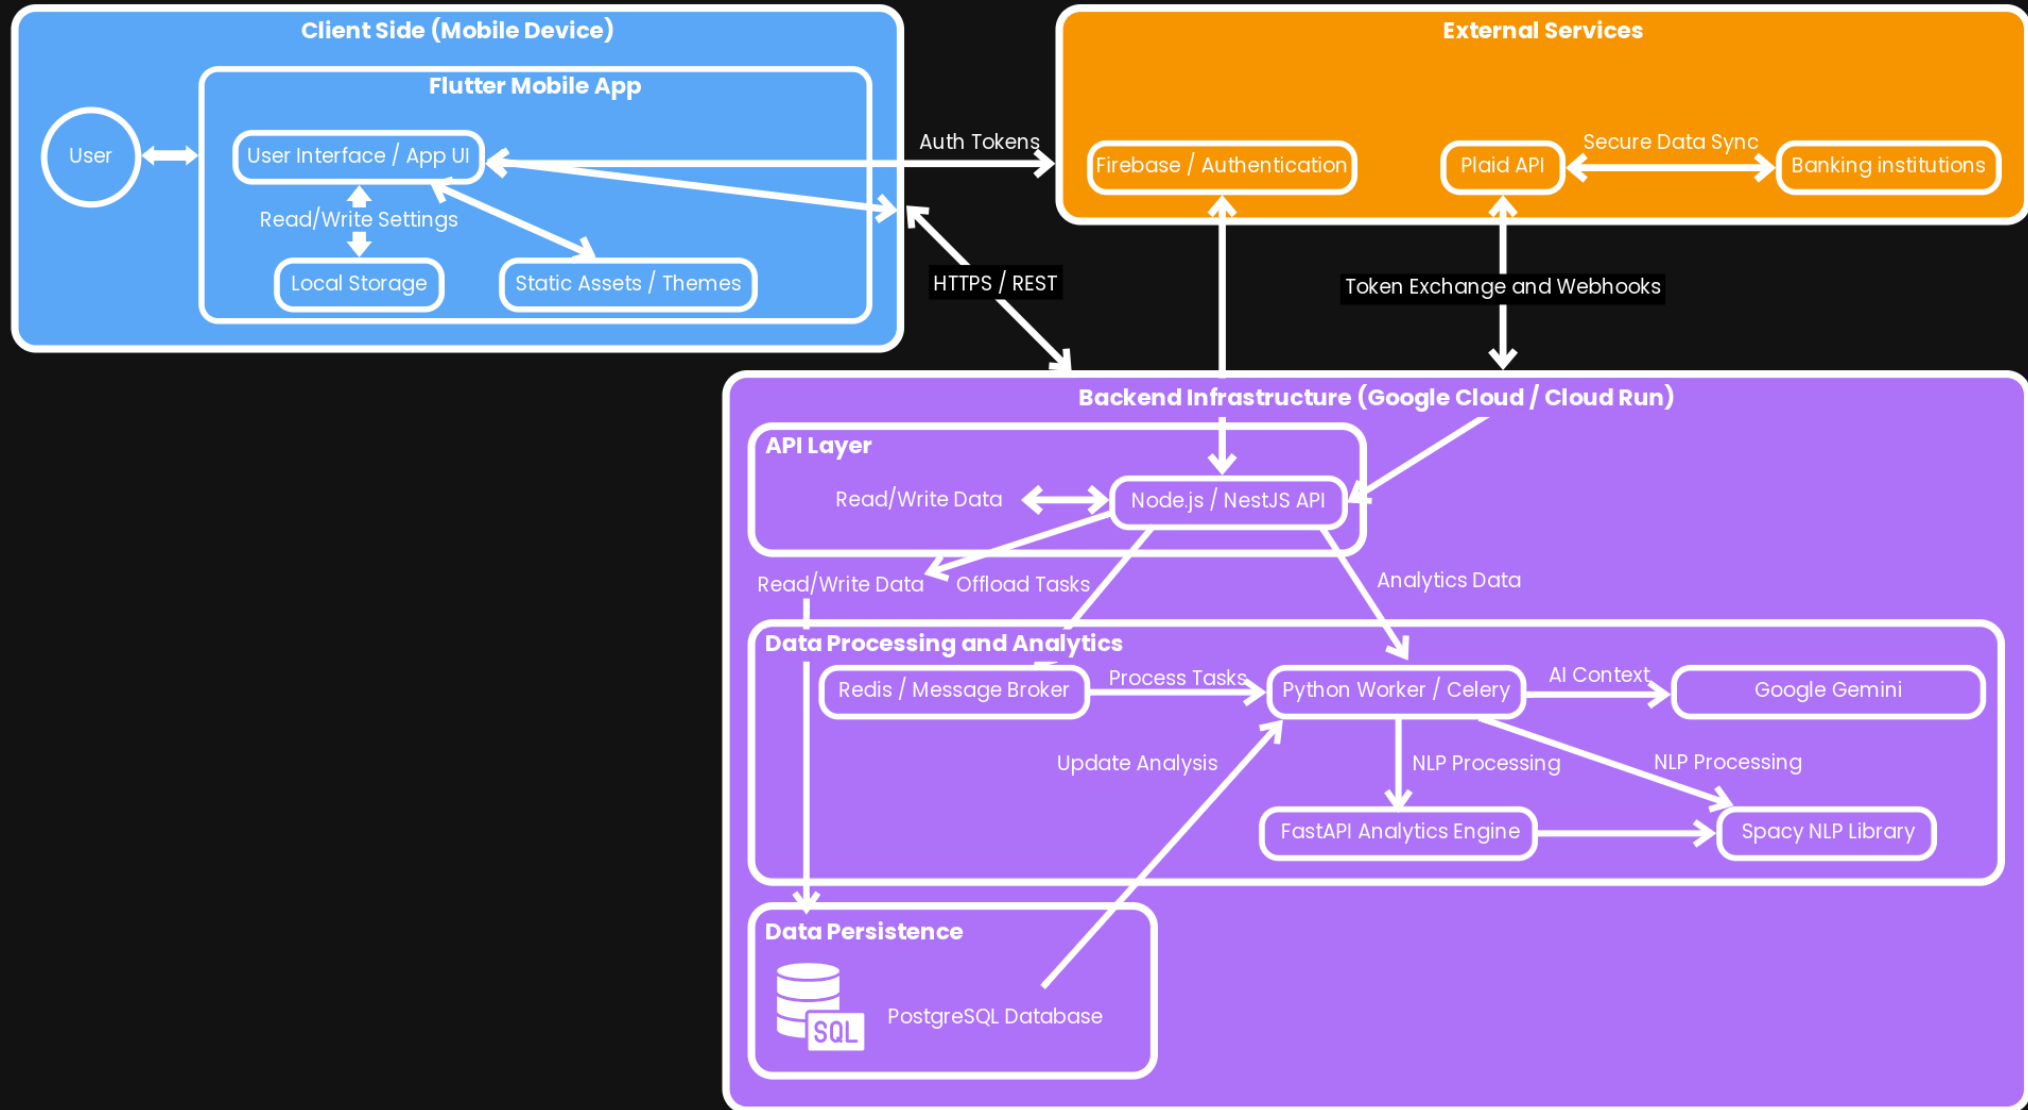 Client Side (Mobile Device)
Flutter Mobile App
User
User Interface / App UI
Read/Write Settings
Local Storage
Static Assets / Themes
Auth Tokens
HTTPS / REST
External Services
Firebase / Authentication
Plaid API
Secure Data Sync
Banking institutions
Token Exchange and Webhooks
Backend Infrastructure (Google Cloud / Cloud Run)
API Layer
Read/Write Data
Node.js / NestJS API
Read/Write Data
Offload Tasks
Analytics Data
Data Processing and Analytics
Redis / Message Broker
Process Tasks
Python Worker / Celery
AI Context
Google Gemini
Update Analysis
NLP Processing
NLP Processing
FastAPI Analytics Engine
Spacy NLP Library
Data Persistence
SQL
PostgreSQL Database